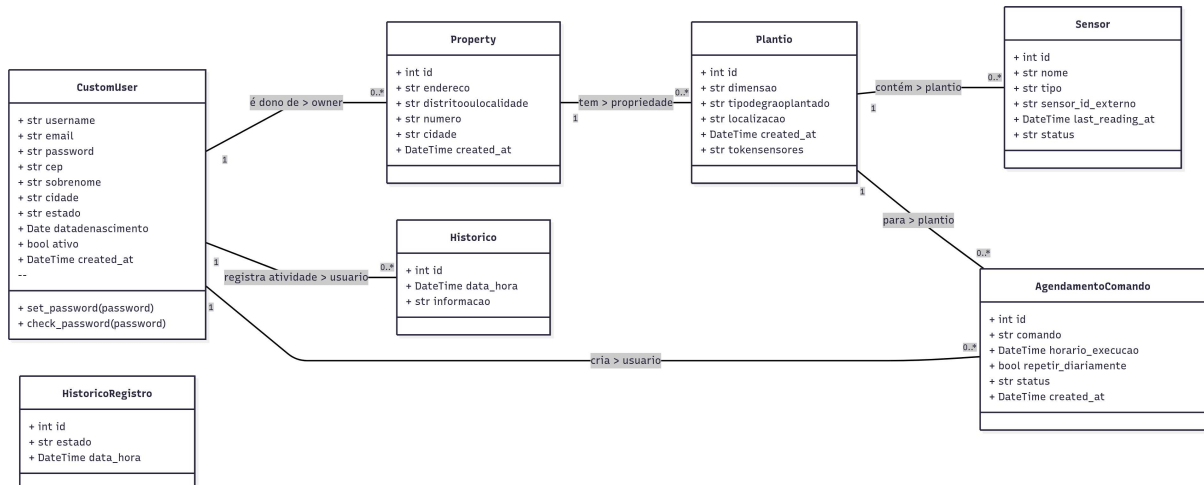 CustomUser
+ str username
+ str email
+ str password
+ str cep
+ str sobrenome
+ str cidade
+ str estado
+ Date datadenascimento
+ bool ativo
+ DateTime created_at
--
+ set_password(password)
+ check_password(password)
1
é dono de > owner
0..*
Property
+ int id
+ str endereco
+ str distritooulocalidade
+ str numero
+ str cidade
+ DateTime created_at
1
tem > propriedade
0..*
Plantio
+ int id
+ str dimensao
+ str tipodegraoplantado
+ str localizacao
+ DateTime created_at
+ str tokensensores
1
contém > plantio
0..*
Sensor
+ int id
+ str nome
+ str tipo
+ str sensor_id_externo
+ DateTime last_reading_at
+ str status
1
para > plantio
0..*
1
registra atividade > usuario
0..*
Historico
+ int id
+ DateTime data_hora
+ str informacao
1
cria > usuario
0..*
AgendamentoComando
+ int id
+ str comando
+ DateTime horario_execucao
+ bool repetir_diariamente
+ str status
+ DateTime created_at
HistoricoRegistro
+ int id
+ str estado
+ DateTime data_hora